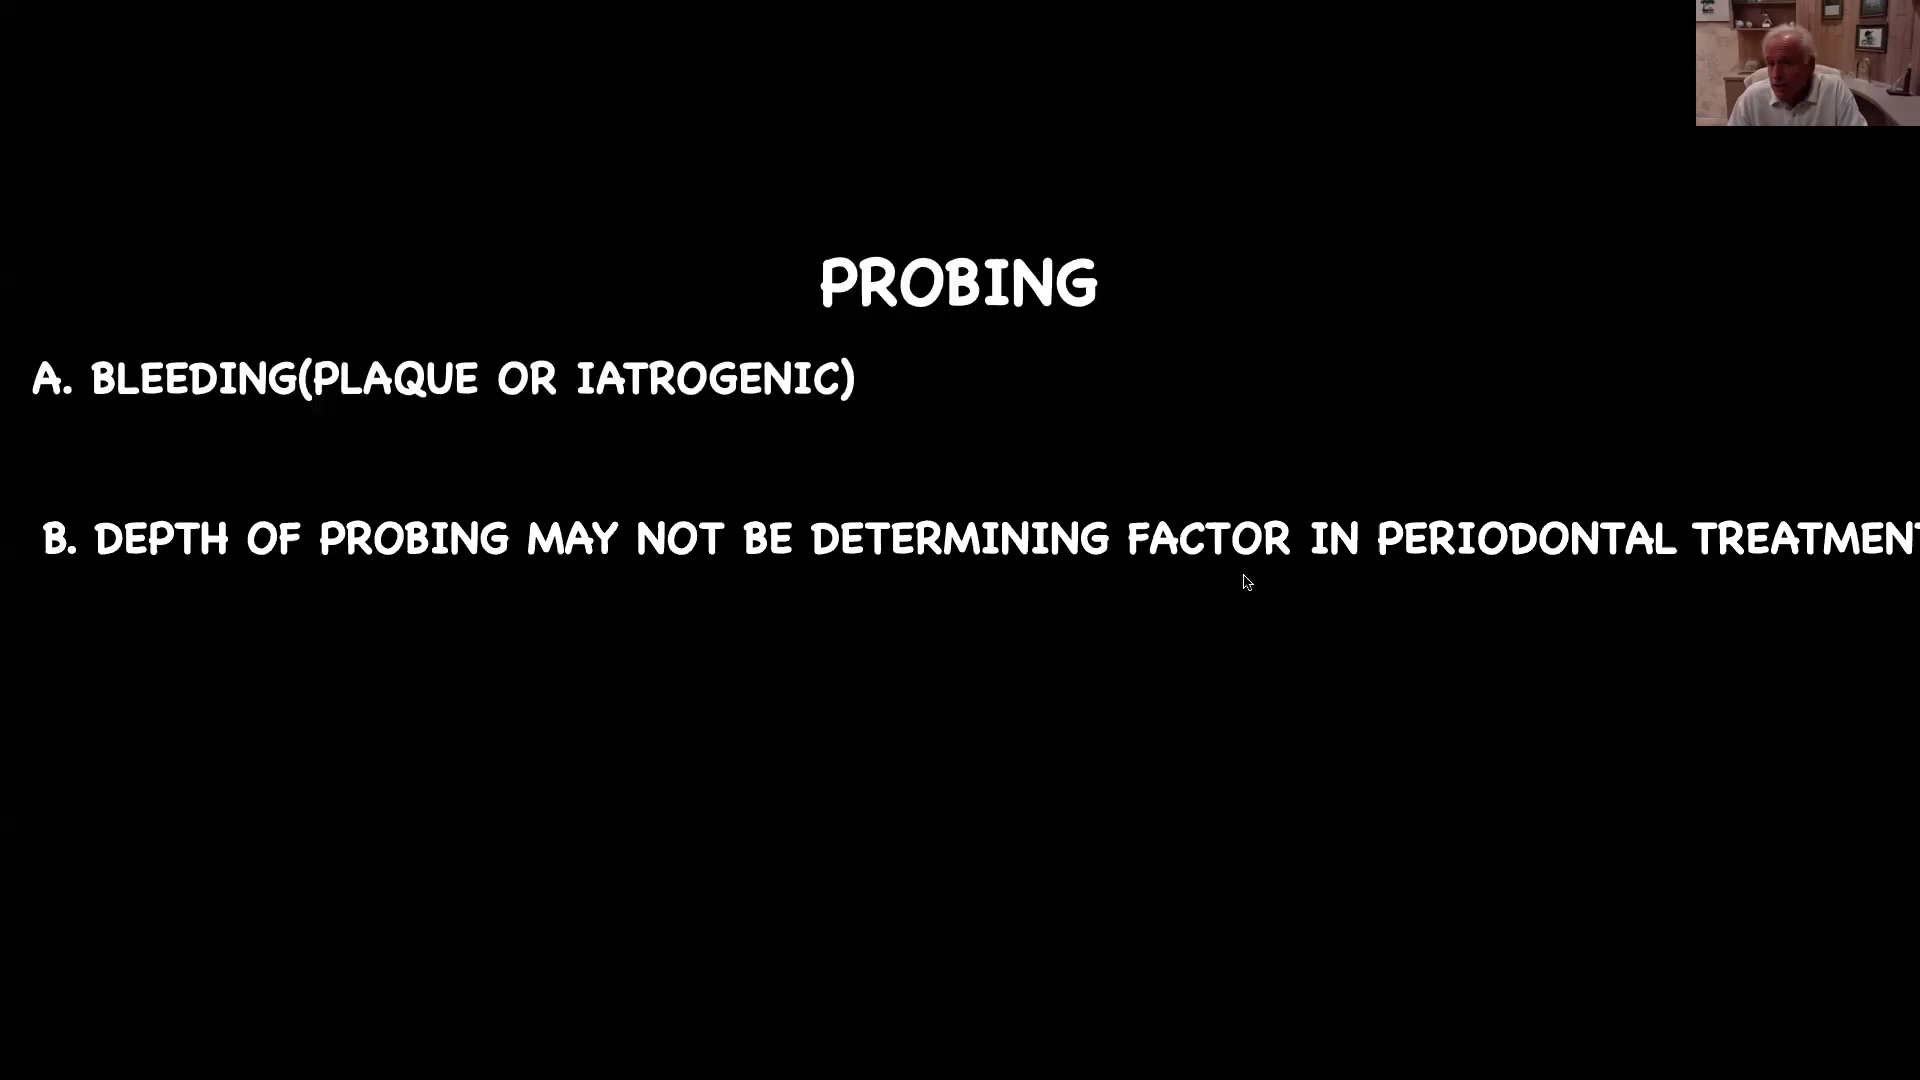 PROBING
A. BLEEDING(PLAQUE OR IATROGENIC)
B. DEPTH OF PROBING MAY NOT BE DETERMINING FACTOR IN PERIODONTAL TREATMENT